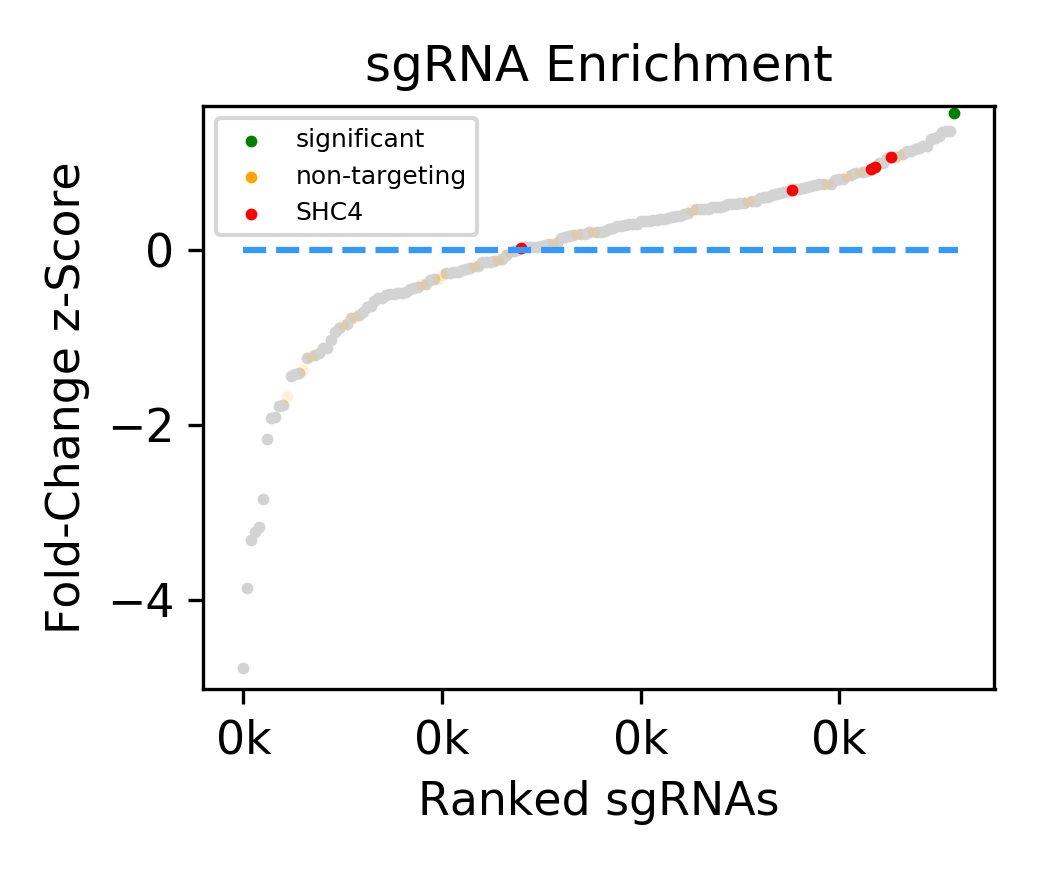 sgRNA Enrichment
significant
non-targeting
SHC4
Fold-Change z-Score
0
−2
−4
0k 0k 0k 0k
Ranked sgRNAs